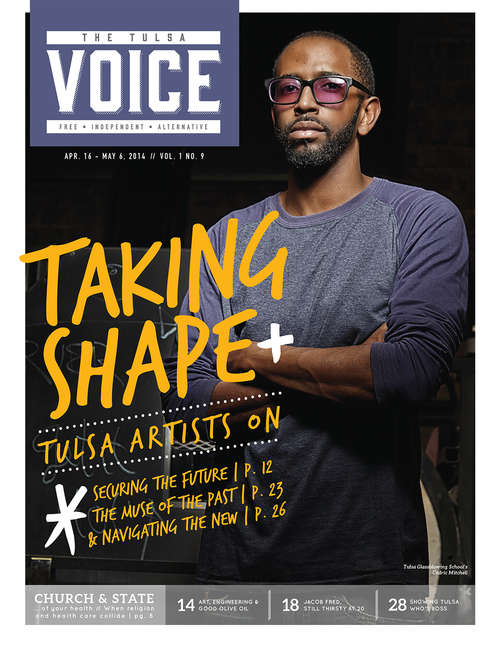 THE TULSA
VOICE
FREE • INDEPENDENT • ALTERNATIVE
APR. 16 – MAY 6, 2014 // VOL. 1 NO. 9
TAKING
SHAPE+
TULSA ARTISTS ON
* SECURING THE FUTURE | P. 12
THE MUSE OF THE PAST | P. 23
& NAVIGATING THE NEW | P. 26
Tulsa Glassblowing School's
Cedric Mitchell
CHURCH & STATE
...of your health // When religion
and health care collide | pg. 8
14 ART, ENGINEERING &
GOOD OLIVE OIL
18 JACOB FRED,
STILL THIRSTY AT 20
28 SHOWING TULSA
WHO'S BOSS